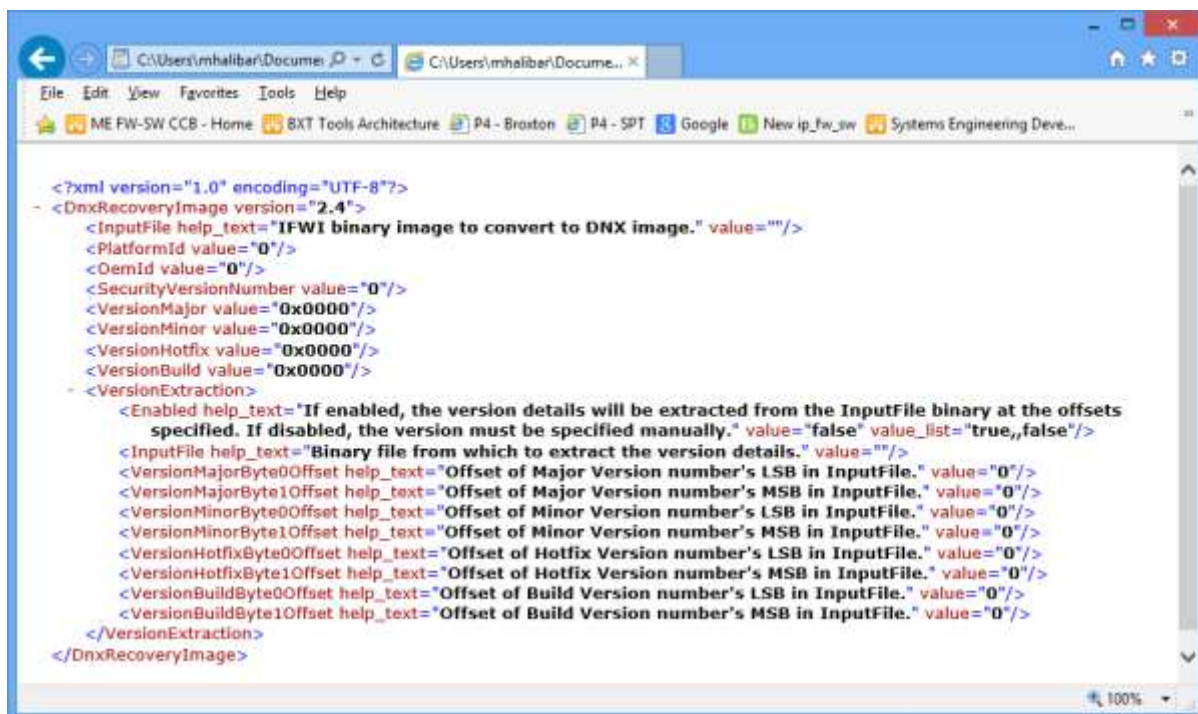 C:\Users\mhalibar\Documer
C:\Users\mhalibar\Docume...
File Edit View Favorites Tools Help
ME FW-SW CCB - Home BXT Tools Architecture P4 - Broxton P4 - SPT Google New ip_fw_sw Systems Engineering Deve...
<?xml version="1.0" encoding="UTF-8"?>
- <DnxRecoveryImage version="2.4">
<InputFile help_text="IFWI binary image to convert to DNX image." value=""/>
<PlatformId value="0"/>
<OemId value="0"/>
<SecurityVersionNumber value="0"/>
<VersionMajor value="0x0000"/>
<VersionMinor value="0x0000"/>
<VersionHotfix value="0x0000"/>
<VersionBuild value="0x0000"/>
- <VersionExtraction>
<Enabled help_text="If enabled, the version details will be extracted from the InputFile binary at the offsets
specified. If disabled, the version must be specified manually." value="false" value_list="true,,false"/>
<InputFile help_text="Binary file from which to extract the version details." value=""/>
<VersionMajorByte0Offset help_text="Offset of Major Version number's LSB in InputFile." value="0"/>
<VersionMajorByte1Offset help_text="Offset of Major Version number's MSB in InputFile." value="0"/>
<VersionMinorByte0Offset help_text="Offset of Minor Version number's LSB in InputFile." value="0"/>
<VersionMinorByte1Offset help_text="Offset of Minor Version number's MSB in InputFile." value="0"/>
<VersionHotfixByte0Offset help_text="Offset of Hotfix Version number's LSB in InputFile." value="0"/>
<VersionHotfixByte1Offset help_text="Offset of Hotfix Version number's MSB in InputFile." value="0"/>
<VersionBuildByte0Offset help_text="Offset of Build Version number's LSB in InputFile." value="0"/>
<VersionBuildByte1Offset help_text="Offset of Build Version number's MSB in InputFile." value="0"/>
</VersionExtraction>
</DnxRecoveryImage>
100%